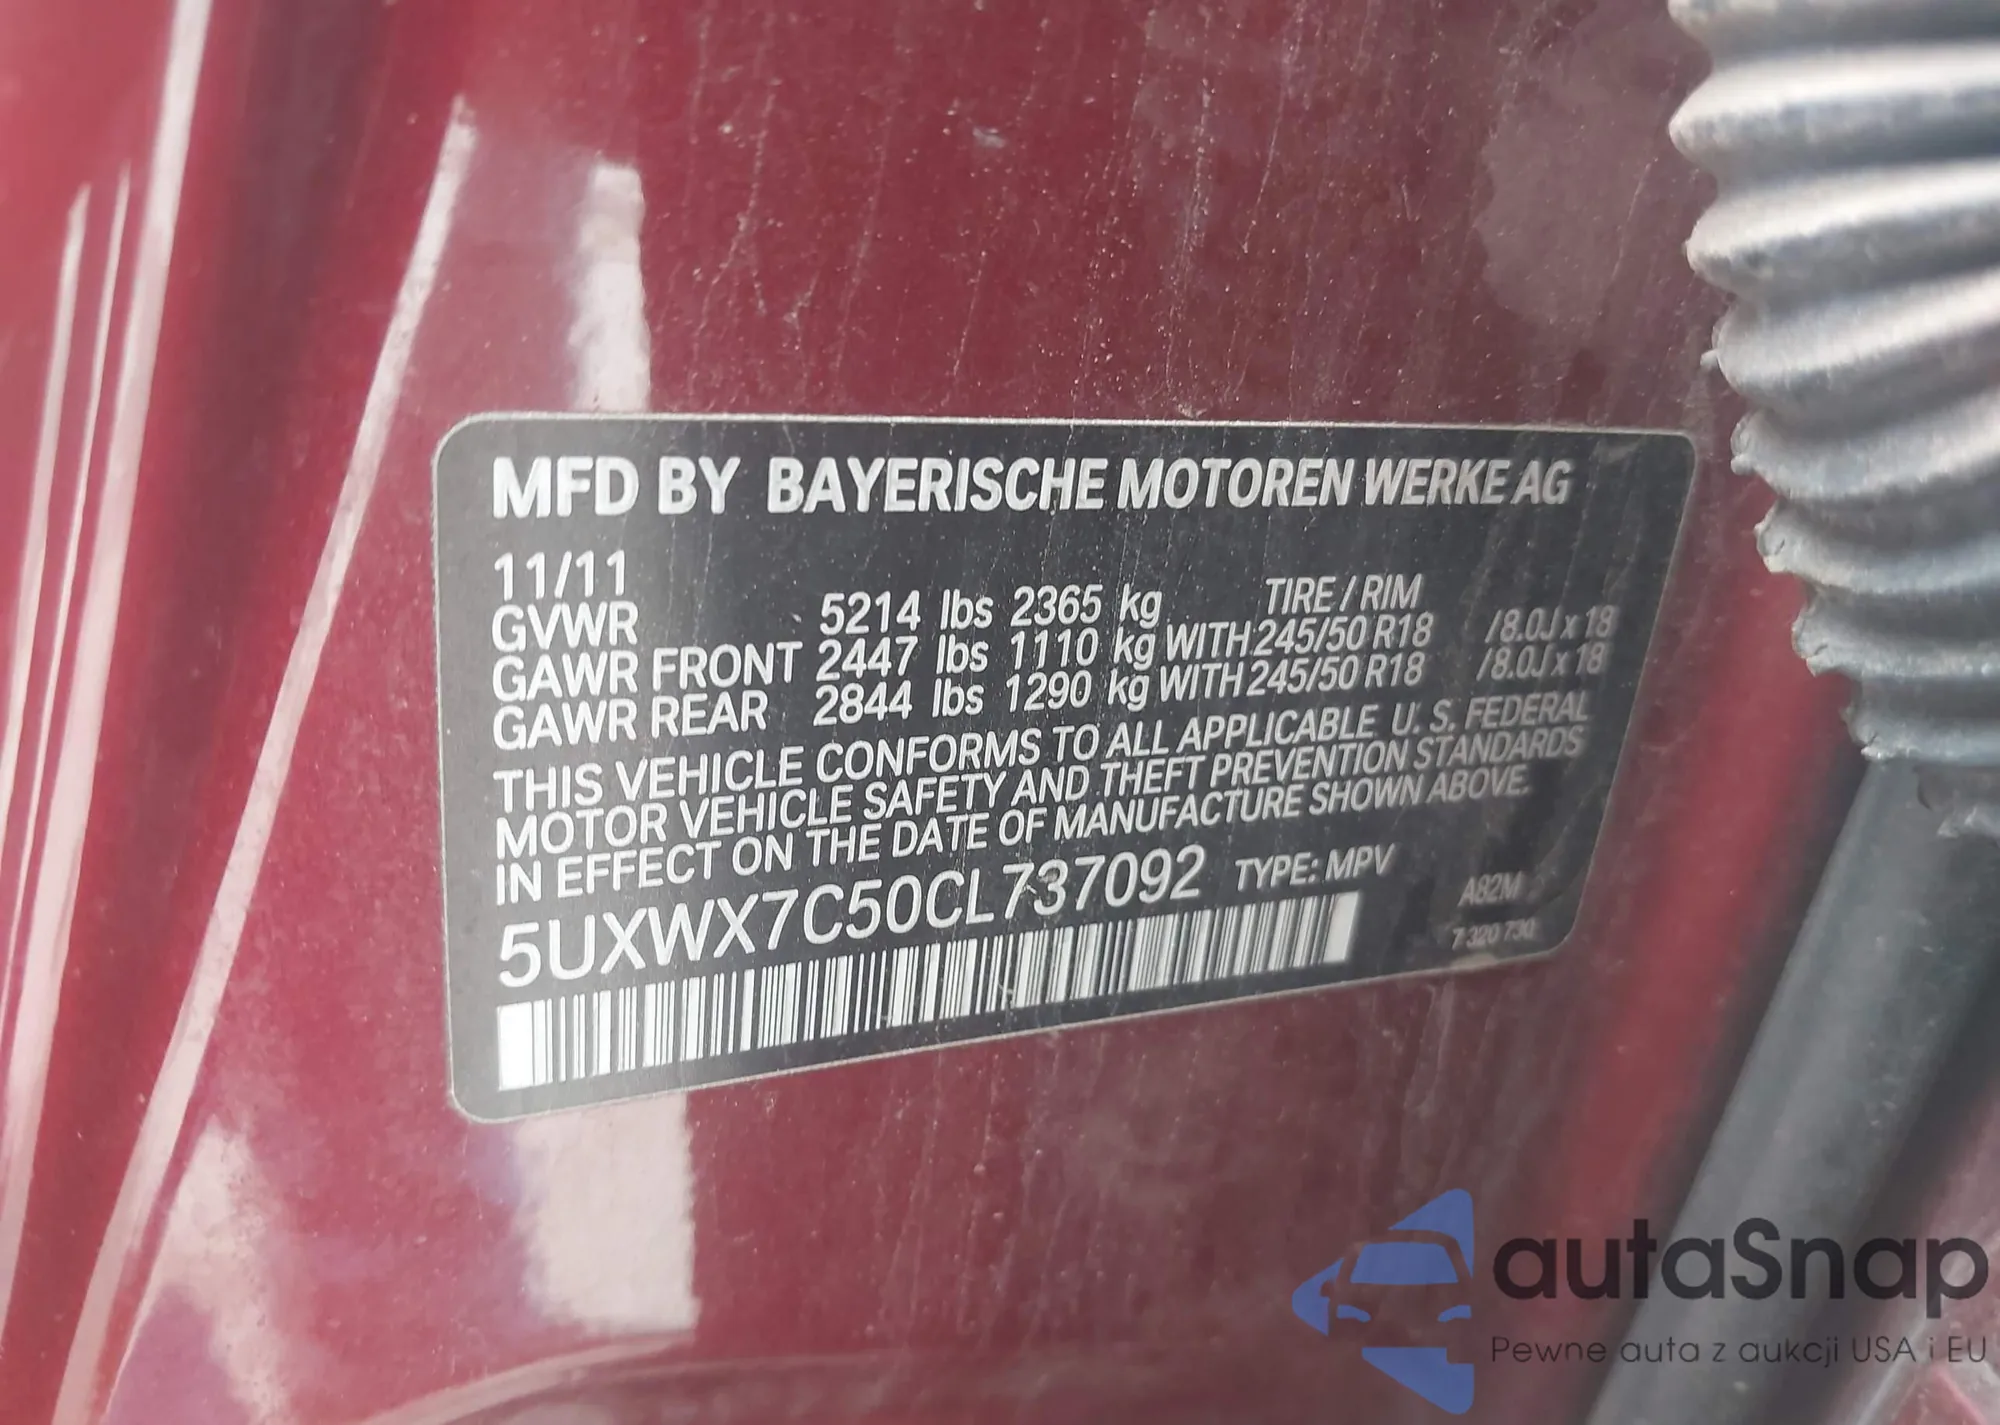 MFD BY BAYERISCHE MOTOREN WERKE AG
11/11
TIRE / RIM
GVWR 5214 lbs 2365 kg
GAWR FRONT 2447 lbs 1110 kg WITH 245/50 R18 /8.0J x 18
GAWR REAR 2844 lbs 1290 kg WITH 245/50 R18 /8.0J x 18
THIS VEHICLE CONFORMS TO ALL APPLICABLE U. S. FEDERAL
MOTOR VEHICLE SAFETY AND THEFT PREVENTION STANDARDS
IN EFFECT ON THE DATE OF MANUFACTURE SHOWN ABOVE.
5UXWX7C50CL737092 TYPE: MPV
A82M
7 320 730
autaSnap
Pewne auta z aukcji USA i EU